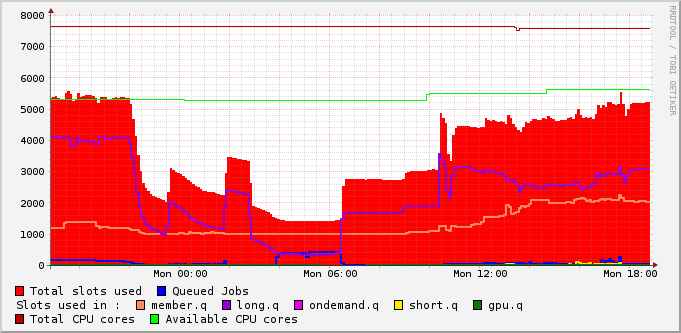 8000
7000
6000
5000
4000
3000
2000
1000
0
Mon 00:00 Mon 06:00 Mon 12:00 Mon 18:00
Total slots used Queued Jobs
Slots used in : member.q long.q ondemand.q short.q gpu.q
Total CPU cores Available CPU cores
RRDTOOL / TOBI OETIKER